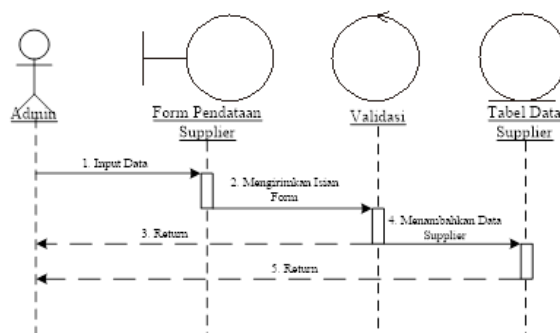 Admin
Form Pendataan
Supplier
Validasi
Tabel Data
Supplier
1. Input Data
2. Mengirimkan Isian
Form
3. Return
4. Menambahkan Data
Supplier
5. Return